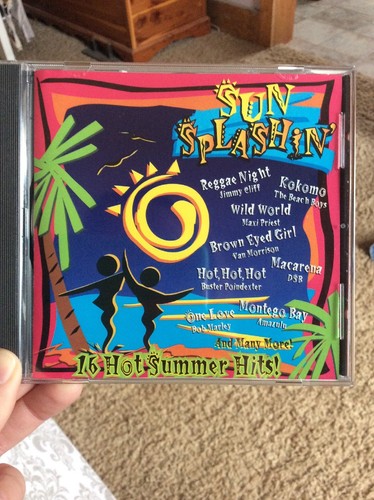 SUN
SPLASHiN'
Reggae Night
Jimmy Cliff
Kokomo
The Beach Boys
Wild World
Maxi Priest
Brown Eyed Girl
Van Morrison
Macarena
DSR
Hot, Hot, Hot
Buster Poindexter
Montego Bay
Amazulu
One Love
Bob Marley
And Many More!
16 Hot Summer Hits!